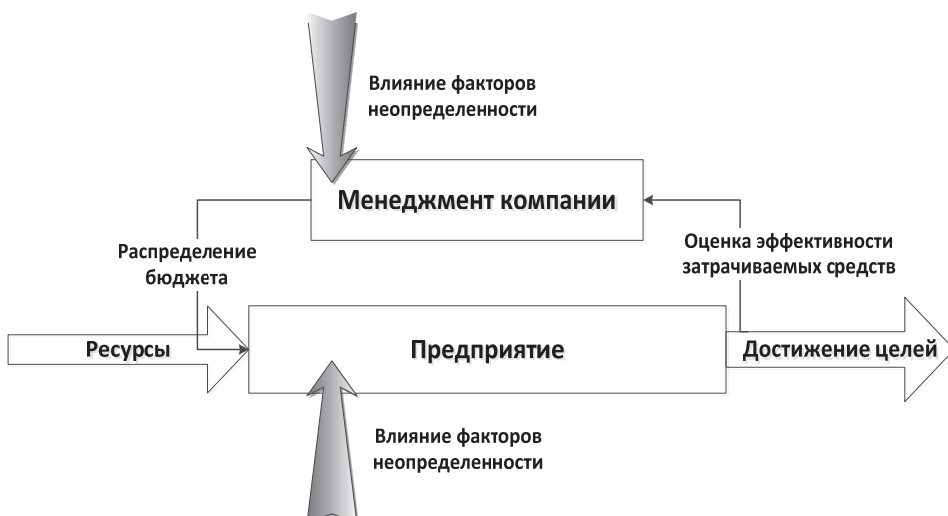 Влияние факторов
неопределенности
Менеджмент компании
Распределение
бюджета
Оценка эффективности
затрачиваемых средств
Ресурсы
Предприятие
Достижение целей
Влияние факторов
неопределенности